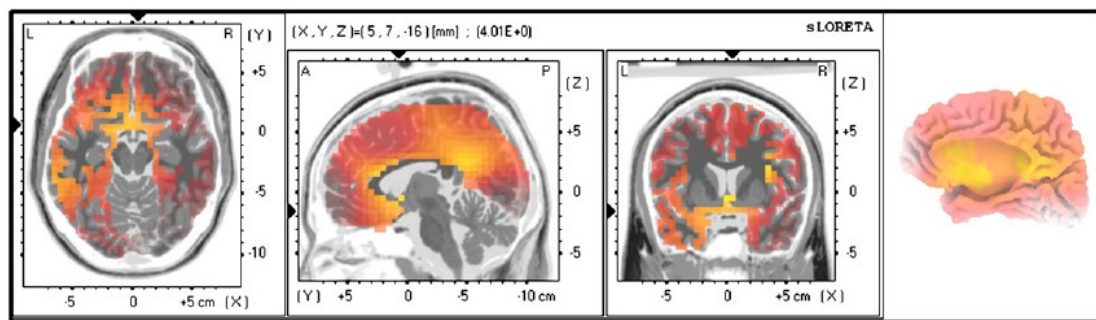 (X, Y, Z)=(5, 7, -16) [mm] ; (4.01E+0) sLORETA
L R (Y)
+5
0
-5
-10
-5 0 +5 cm (X)
A P (Z)
+5
0
-5
(Y) +5 0 -5 -10 cm
L R (Z)
+5
0
-5
-5 0 +5 cm (X)